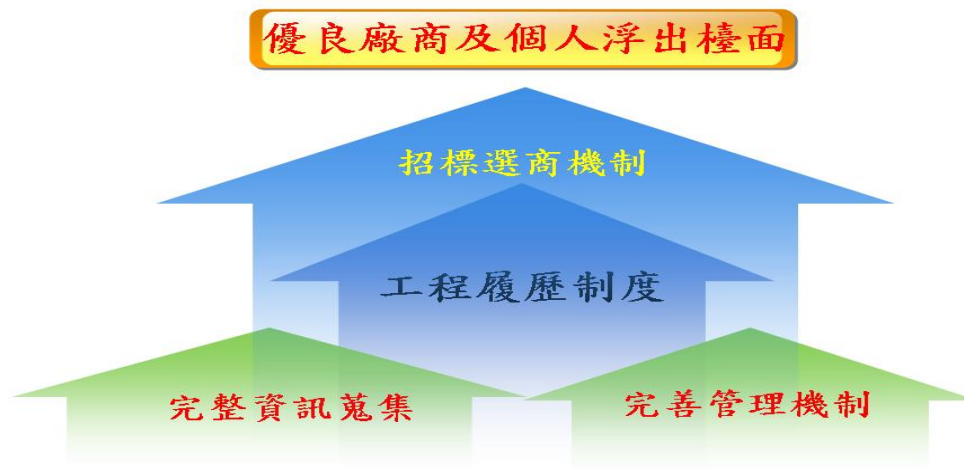 優良廠商及個人浮出檯面
招標選商機制
工程履歷制度
完整資訊蒐集
完善管理機制